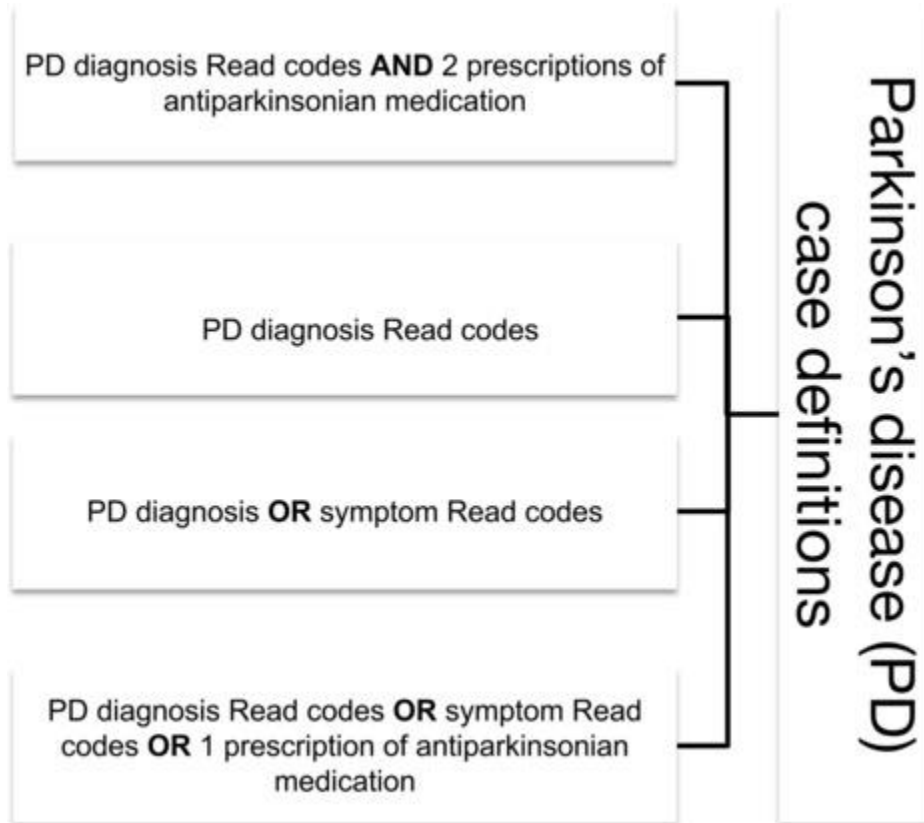 PD diagnosis Read codes AND 2 prescriptions of
antiparkinsonian medication
PD diagnosis Read codes
PD diagnosis OR symptom Read codes
PD diagnosis Read codes OR symptom Read
codes OR 1 prescription of antiparkinsonian
medication
Parkinson’s disease (PD)
case definitions